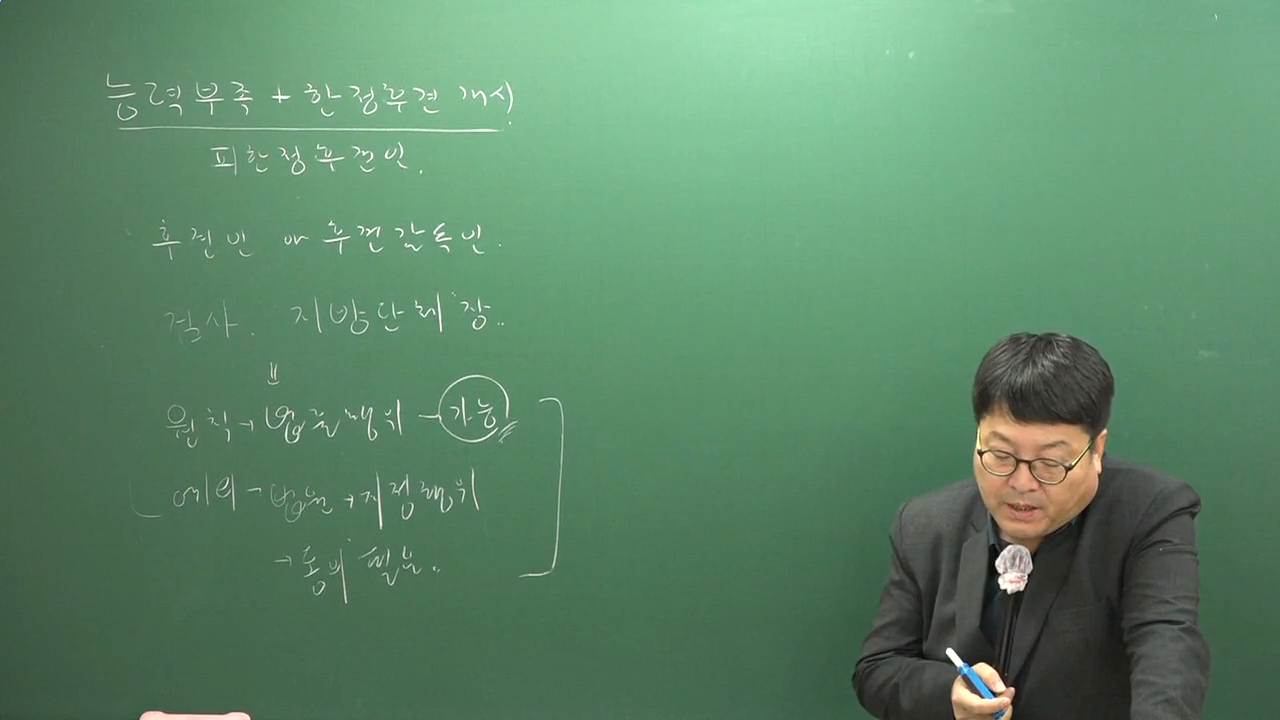 능력부족 + 한정후견 개시
피한정후견인.
후견인 or 후견감독인.
검사. 지방단체장..
원칙 → 법률행위 - 가능
예외 → 법원 → 지정행위
→ 동의 필요.